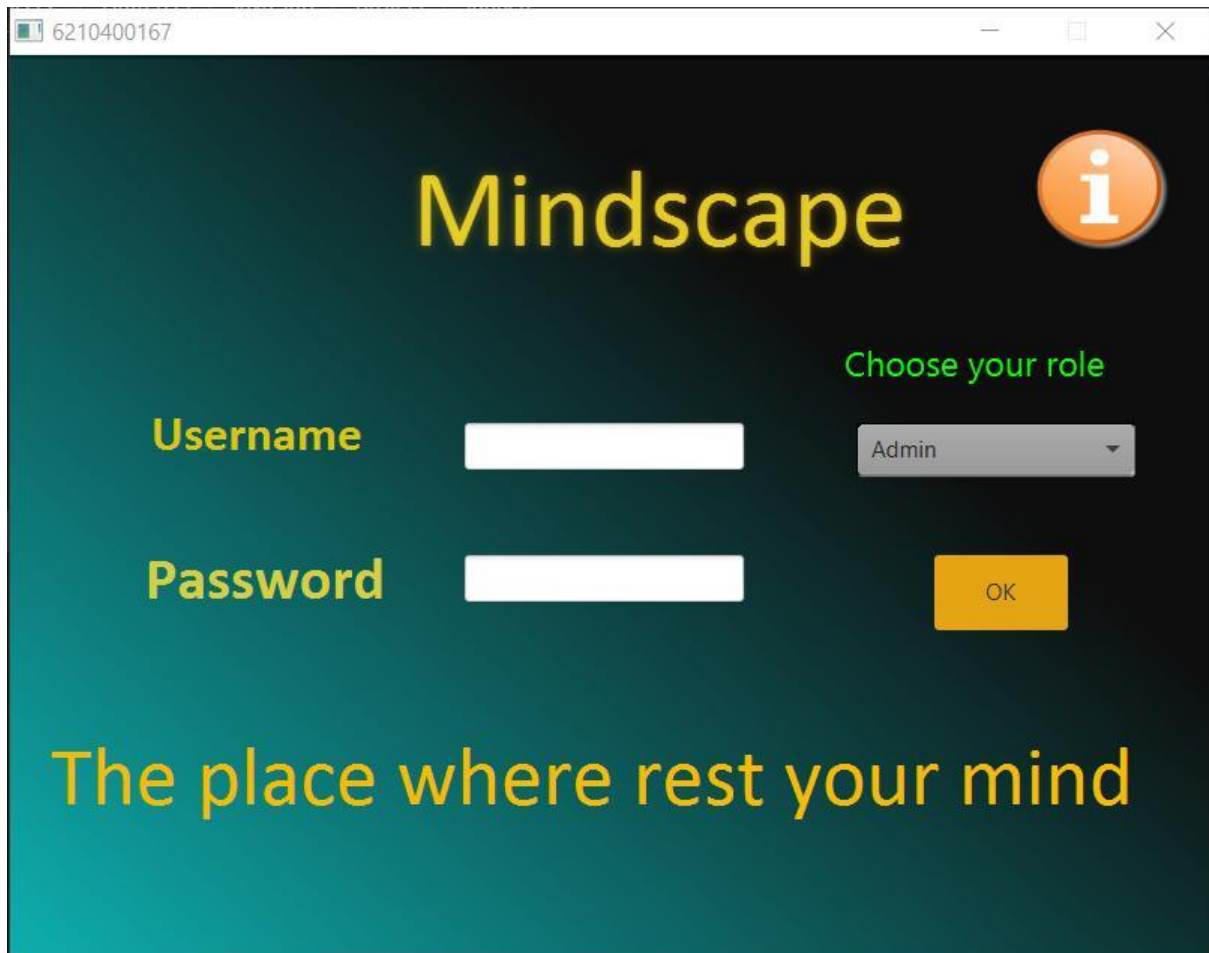 6210400167
Mindscape
i
Choose your role
Username
Admin
Password
OK
The place where rest your mind